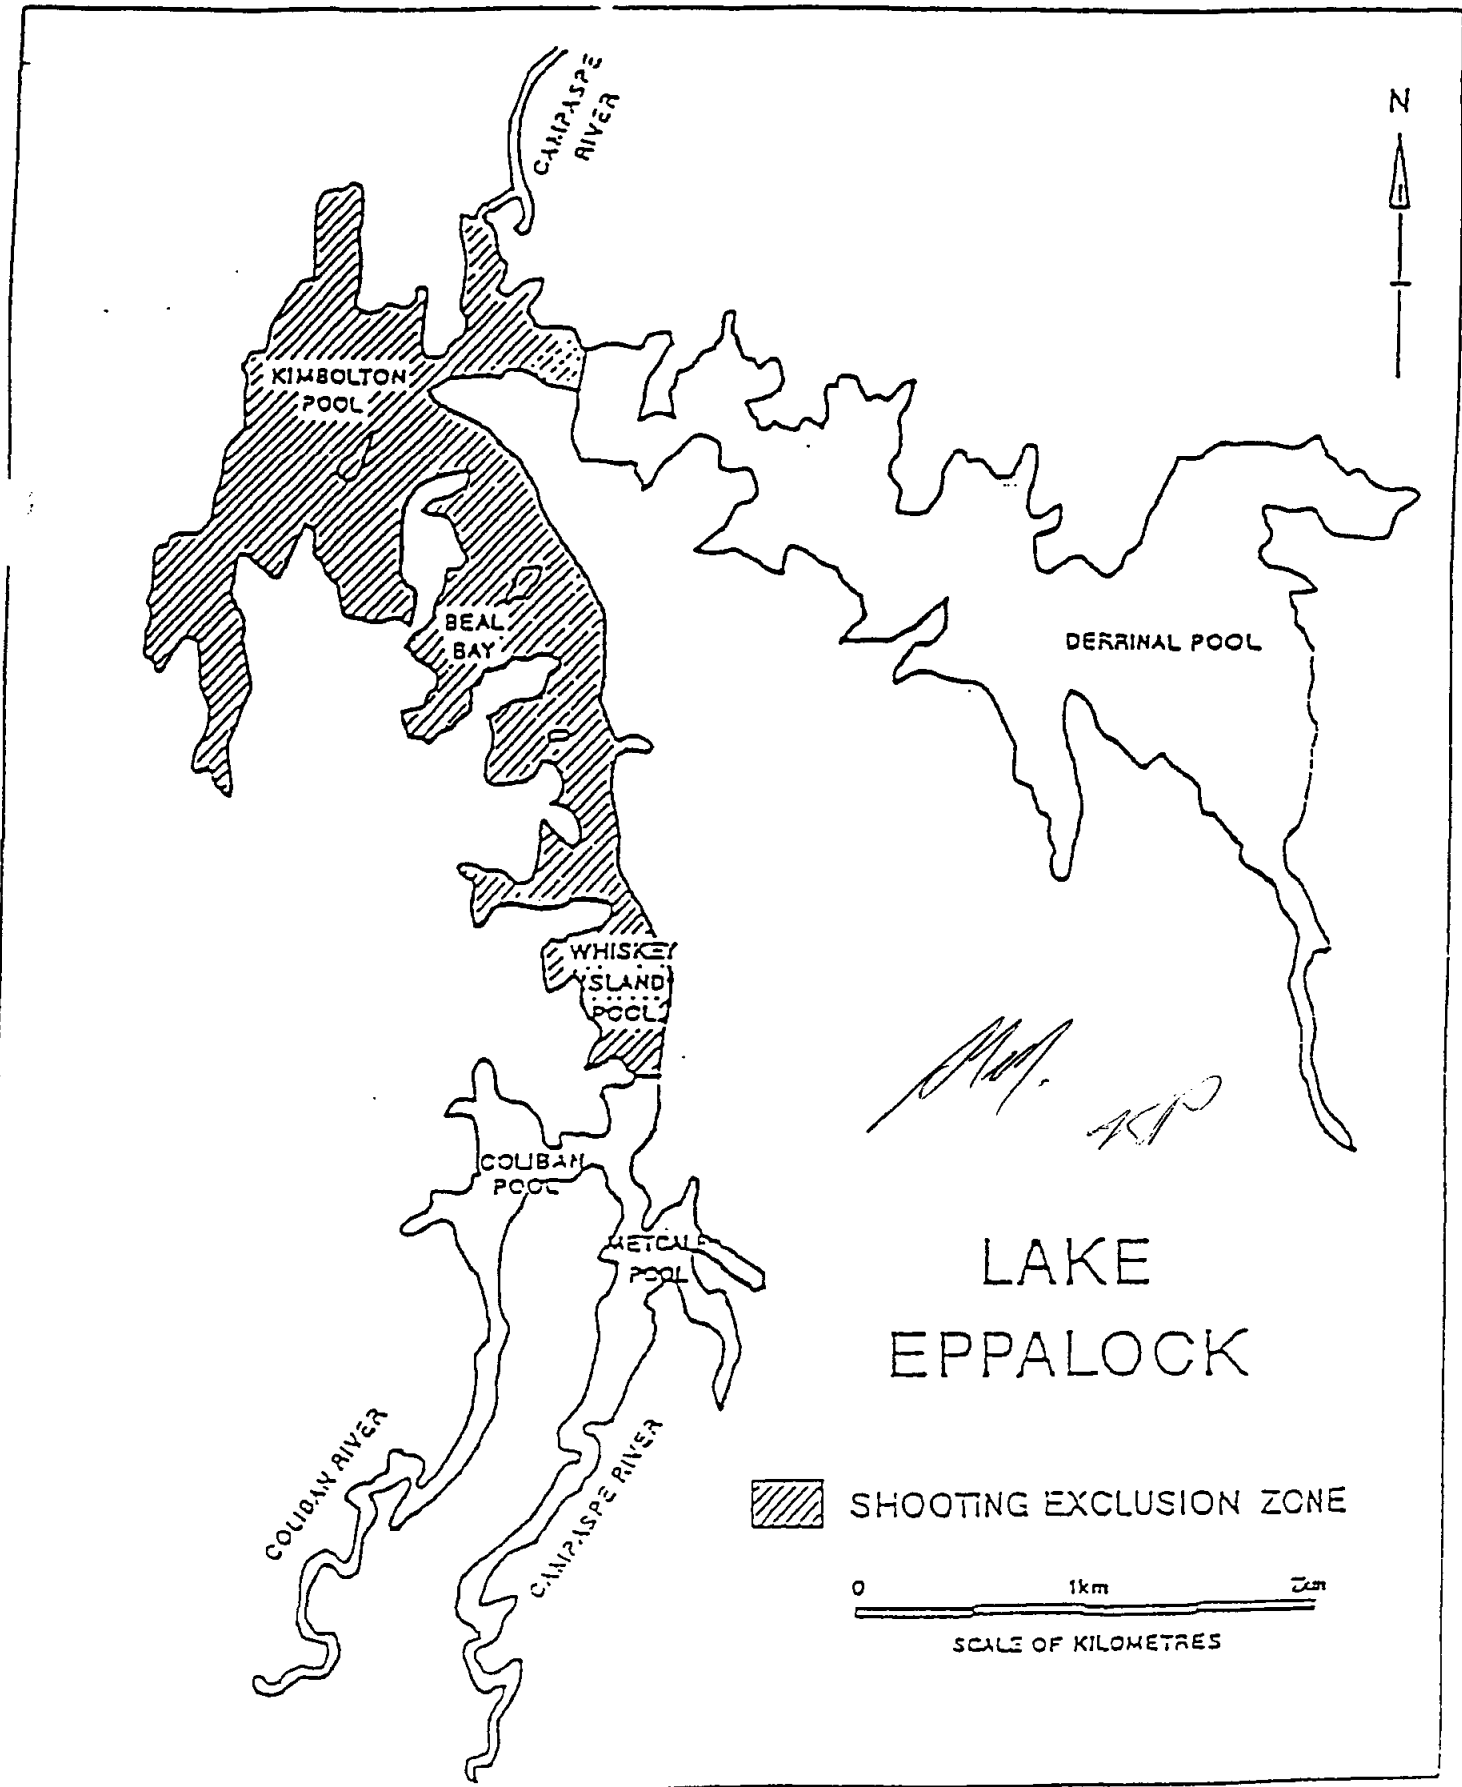 CAMPASPE
RIVER
N
KIMBOLTON
POOL
BEAL
BAY
DERRINAL POOL
WHISKEY
ISLAND
POOL
COLIBAN
POOL
METCALF
POOL
LAKE
EPPALOCK
COLIBAN RIVER
CAMPASPE RIVER
SHOOTING EXCLUSION ZONE
0 1km 2km
SCALE OF KILOMETRES